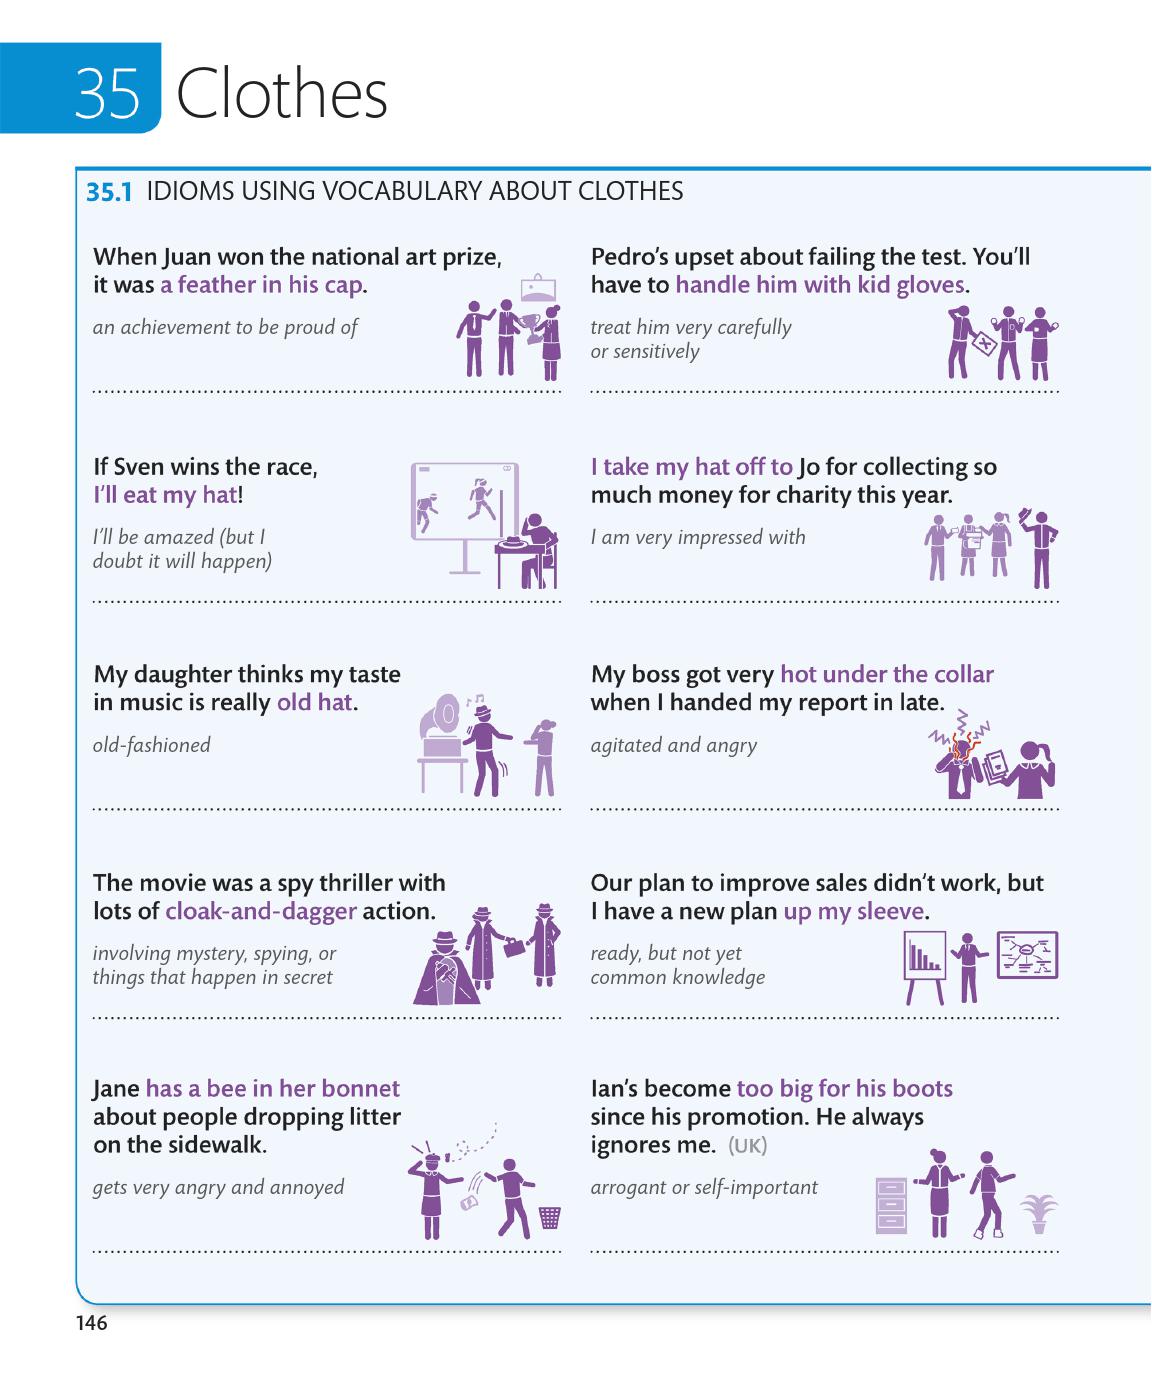 35 Clothes
35.1 IDIOMS USING VOCABULARY ABOUT CLOTHES
When Juan won the national art prize,
it was a feather in his cap.
an achievement to be proud of
Pedro’s upset about failing the test. You’ll
have to handle him with kid gloves.
treat him very carefully
or sensitively
If Sven wins the race,
I’ll eat my hat!
I’ll be amazed (but I
doubt it will happen)
I take my hat off to Jo for collecting so
much money for charity this year.
I am very impressed with
My daughter thinks my taste
in music is really old hat.
old-fashioned
My boss got very hot under the collar
when I handed my report in late.
agitated and angry
The movie was a spy thriller with
lots of cloak-and-dagger action.
involving mystery, spying, or
things that happen in secret
Our plan to improve sales didn’t work, but
I have a new plan up my sleeve.
ready, but not yet
common knowledge
Jane has a bee in her bonnet
about people dropping litter
on the sidewalk.
gets very angry and annoyed
Ian’s become too big for his boots
since his promotion. He always
ignores me. (UK)
arrogant or self-important
146